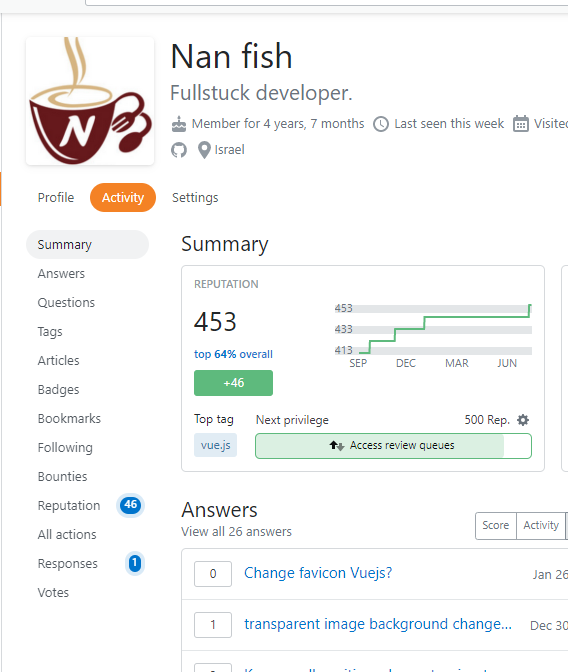 N
Nan fish
Fullstuck developer.
Member for 4 years, 7 months Last seen this week Visited
Israel
Profile Activity Settings
Summary
Answers
Questions
Tags
Articles
Badges
Bookmarks
Following
Bounties
Reputation 46
All actions
Responses 1
Votes
Summary
REPUTATION
453
top 64% overall
+46
453
433
413
SEP DEC MAR JUN
Top tag
vue.js
Next privilege 500 Rep.
Access review queues
Answers
View all 26 answers
Score Activity
0 Change favicon Vuejs? Jan 26
1 transparent image background change... Dec 30